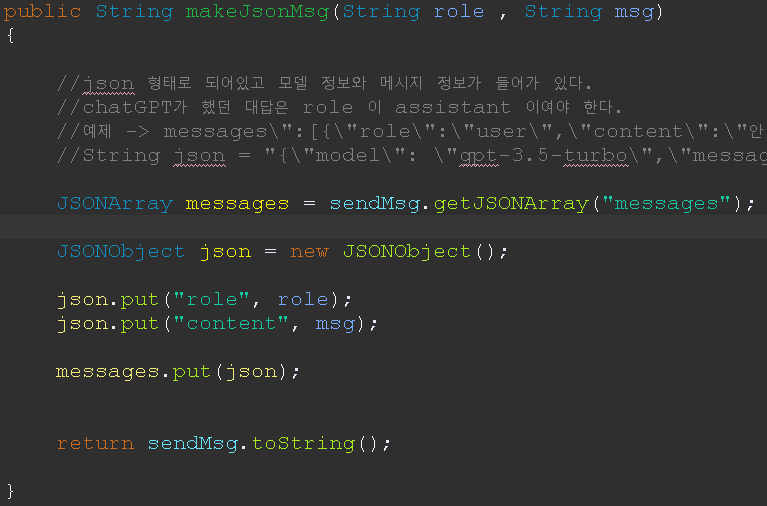 public String makeJsonMsg(String role , String msg)
{
//json 형태로 되어있고 모델 정보와 메시지 정보가 들어가 있다.
//chatGPT가 했던 대답은 role 이 assistant 이여야 한다.
//예제 -> messages\":[{\"role\":\"user\",\"content\":\"안
//String json = "{\"model\": \"gpt-3.5-turbo\",\"messag
JSONArray messages = sendMsg.getJSONArray("messages");
JSONObject json = new JSONObject();
json.put("role", role);
json.put("content", msg);
messages.put(json);
return sendMsg.toString();
}